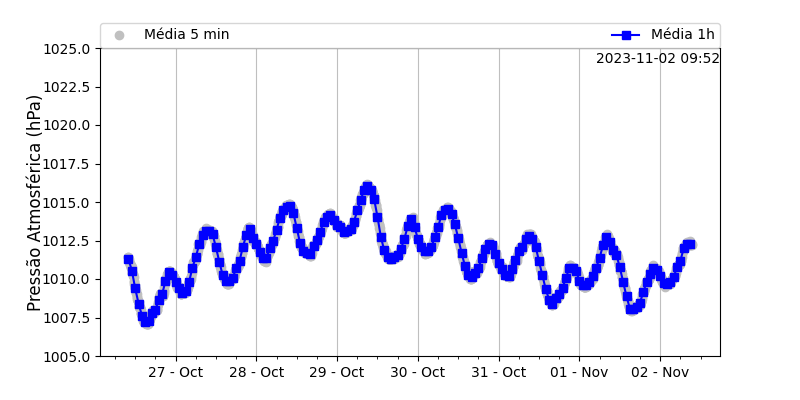 Média 5 min
Média 1h
2023-11-02 09:52
Pressão Atmosférica (hPa)
1025.0
1022.5
1020.0
1017.5
1015.0
1012.5
1010.0
1007.5
1005.0
27 - Oct
28 - Oct
29 - Oct
30 - Oct
31 - Oct
01 - Nov
02 - Nov